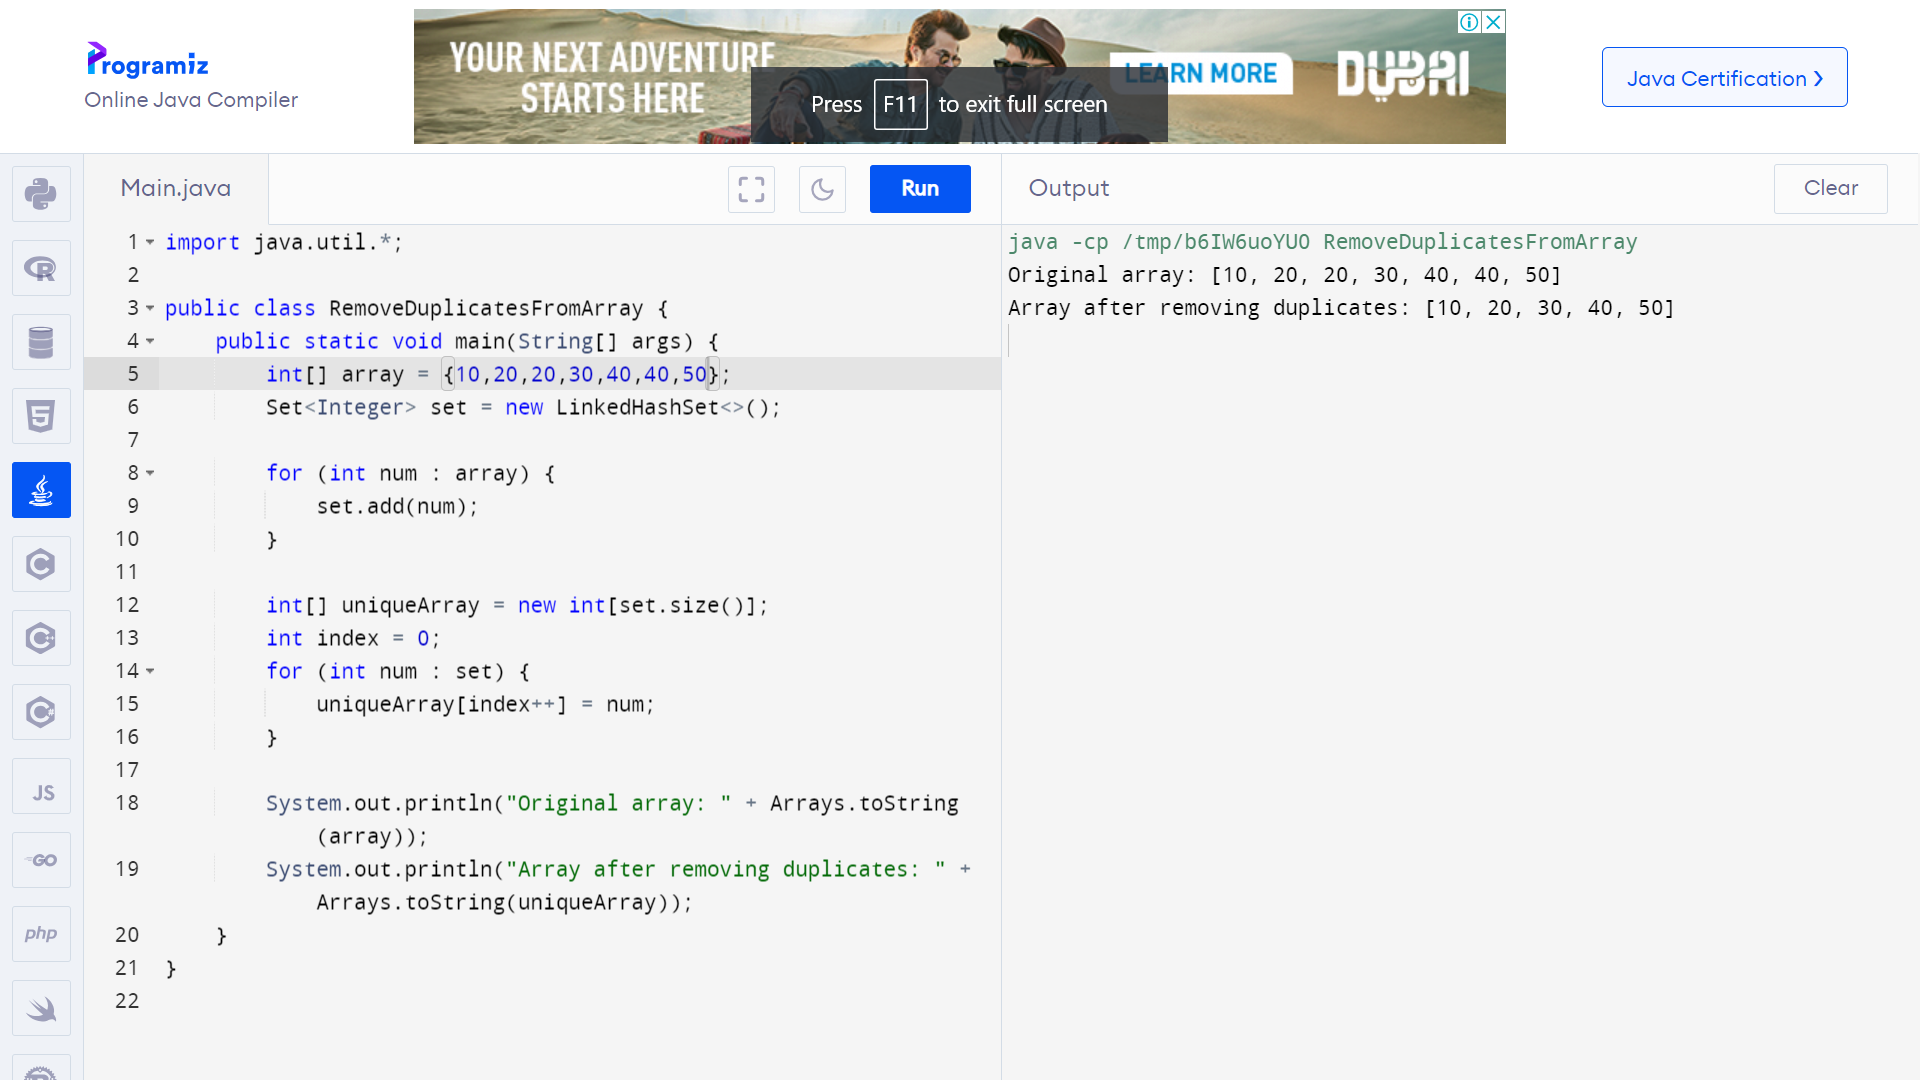 Programiz
Online Java Compiler
YOUR NEXT ADVENTURE
STARTS HERE
LEARN MORE
DUBAI
Press F11 to exit full screen
Java Certification ❯
Main.java
Run
Output
Clear
1 import java.util.*;
2
3 public class RemoveDuplicatesFromArray {
4 public static void main(String[] args) {
5 int[] array = {10,20,20,30,40,40,50};
6 Set<Integer> set = new LinkedHashSet<>();
7
8 for (int num : array) {
9 set.add(num);
10 }
11
12 int[] uniqueArray = new int[set.size()];
13 int index = 0;
14 for (int num : set) {
15 uniqueArray[index++] = num;
16 }
17
18 System.out.println("Original array: " + Arrays.toString
(array));
19 System.out.println("Array after removing duplicates: " +
Arrays.toString(uniqueArray));
20 }
21 }
22
java -cp /tmp/b6IW6uoYUO RemoveDuplicatesFromArray
Original array: [10, 20, 20, 30, 40, 40, 50]
Array after removing duplicates: [10, 20, 30, 40, 50]
R
5
C
C++
C#
JS
GO
php